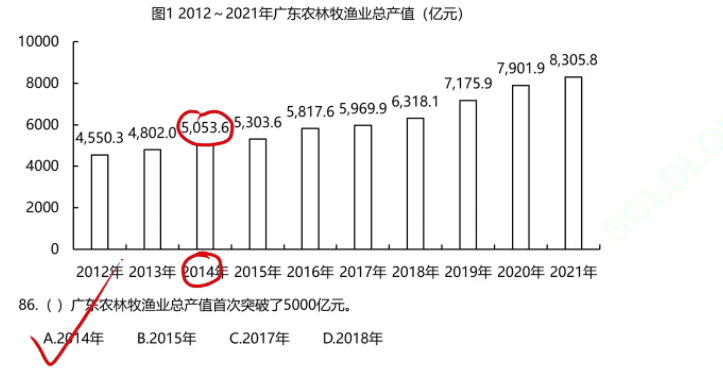 图1 2012～2021年广东农林牧渔业总产值（亿元）
10000
8000
6000
4000
2000
0
4,550.3 4,802.0 5,053.6 5,303.6 5,817.6 5,969.9 6,318.1 7,175.9 7,901.9 8,305.8
2012年 2013年 2014年 2015年 2016年 2017年 2018年 2019年 2020年 2021年
86.（ ）广东农林牧渔业总产值首次突破了5000亿元。
A.2014年 B.2015年 C.2017年 D.2018年